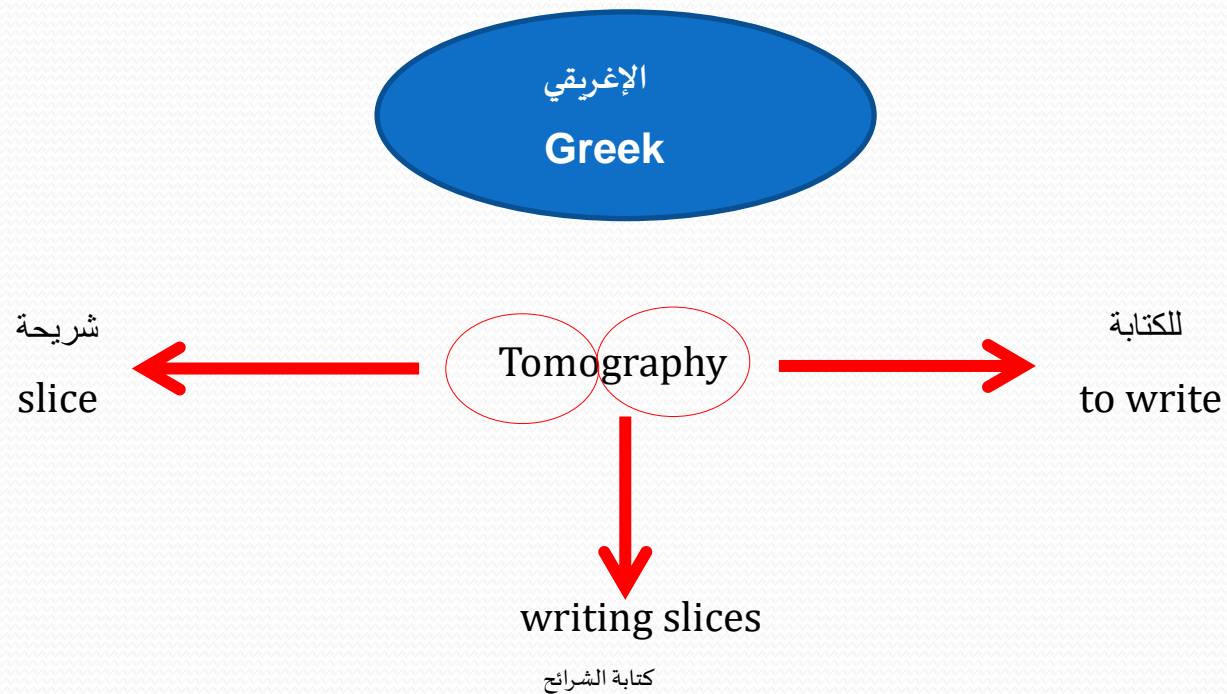 الإغريقي
Greek
شريحة
slice
Tomography
للكتابة
to write
writing slices
كتابة الشرائح